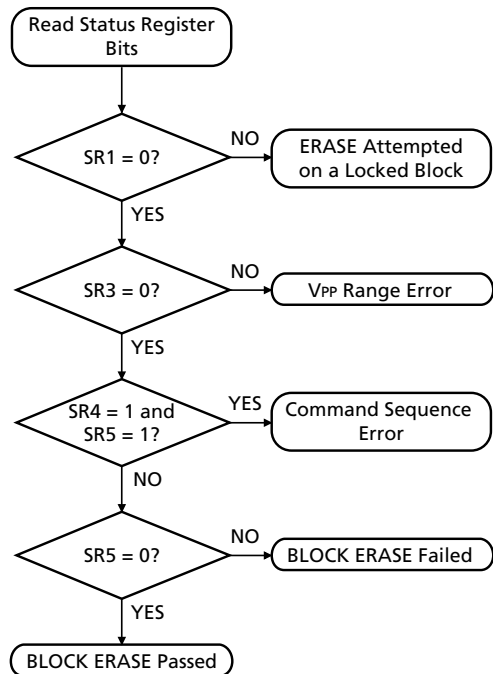 Read Status Register
Bits
SR1 = 0?
NO
ERASE Attempted
on a Locked Block
YES
SR3 = 0?
NO
VPP Range Error
YES
SR4 = 1 and
SR5 = 1?
YES
Command Sequence
Error
NO
SR5 = 0?
NO
BLOCK ERASE Failed
YES
BLOCK ERASE Passed